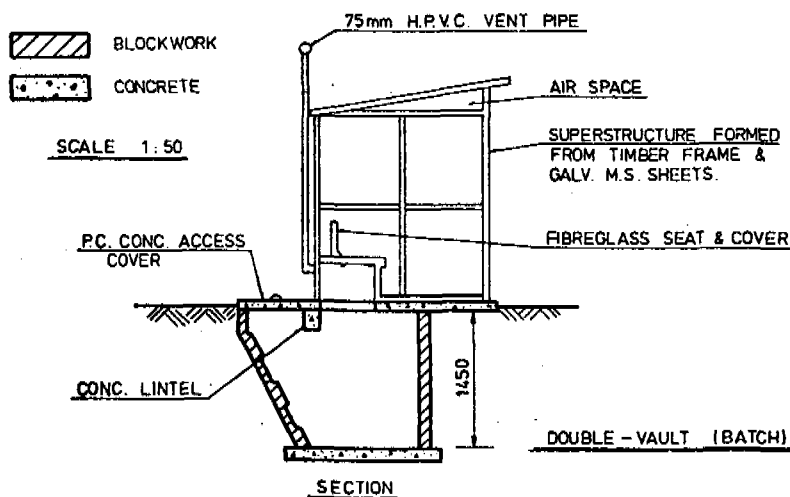 75mm H.P.V.C. VENT PIPE
BLOCKWORK
CONCRETE
SCALE 1:50
AIR SPACE
SUPERSTRUCTURE FORMED
FROM TIMBER FRAME &
GALV. M.S. SHEETS.
P.C. CONC. ACCESS
COVER
FIBREGLASS SEAT & COVER
CONC. LINTEL
1450
DOUBLE-VAULT (BATCH)
SECTION